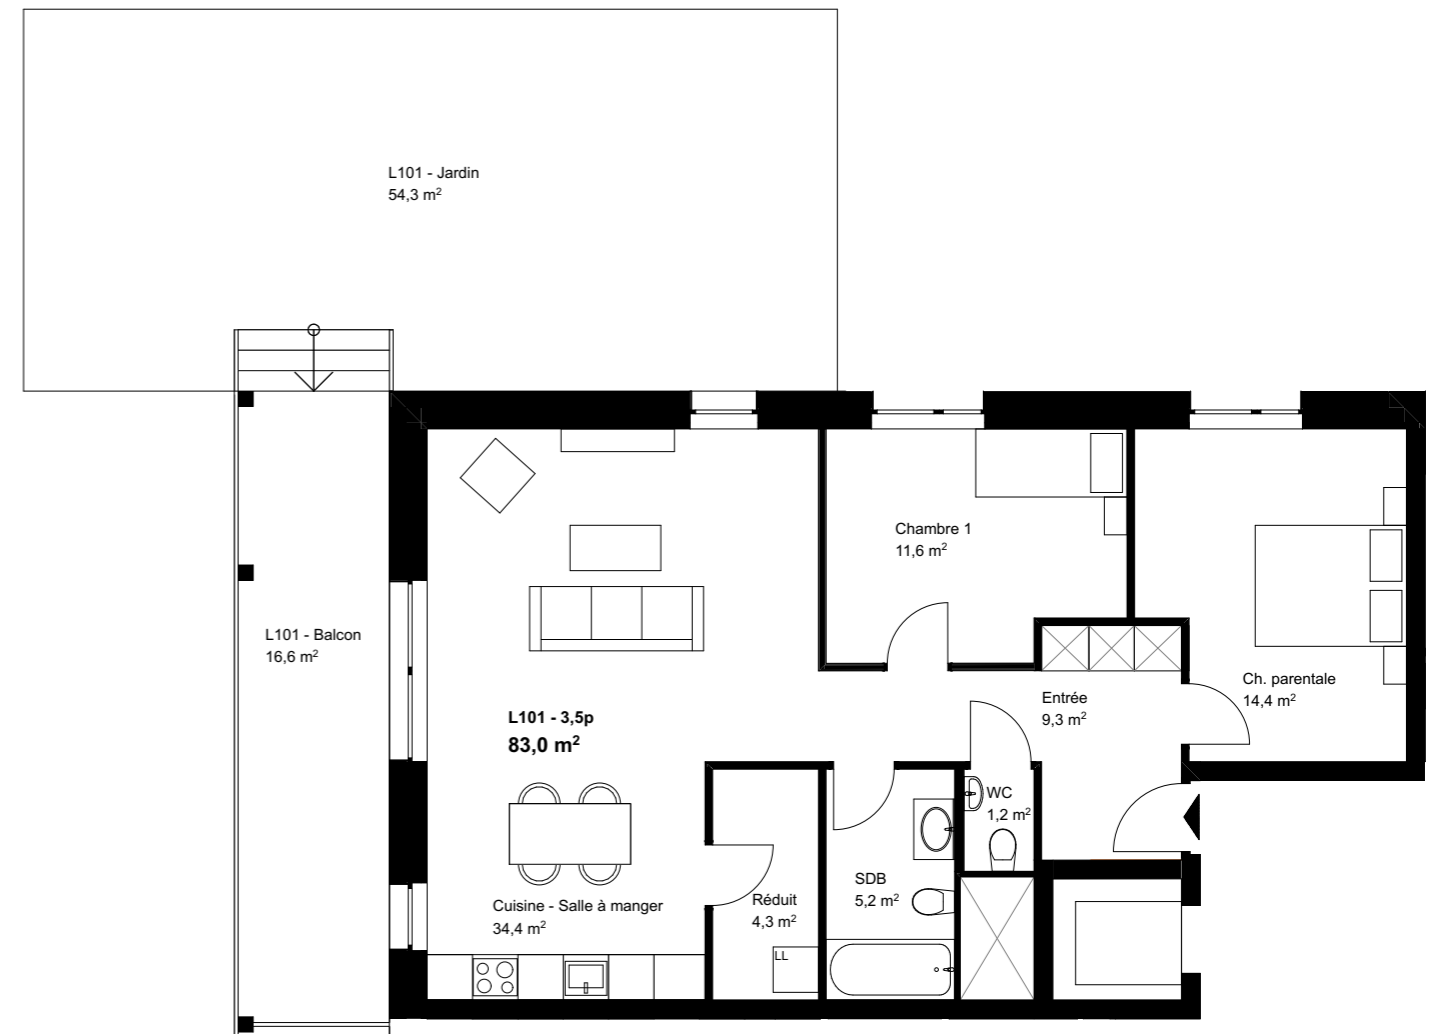 L101 - Jardin
54,3 m²
Chambre 1
11,6 m²
L101 - Balcon
16,6 m²
Ch. parentale
14,4 m²
Entrée
9,3 m²
L101 - 3,5p
83,0 m²
WC
1,2 m²
SDB
5,2 m²
Réduit
4,3 m²
Cuisine - Salle à manger
34,4 m²
LL